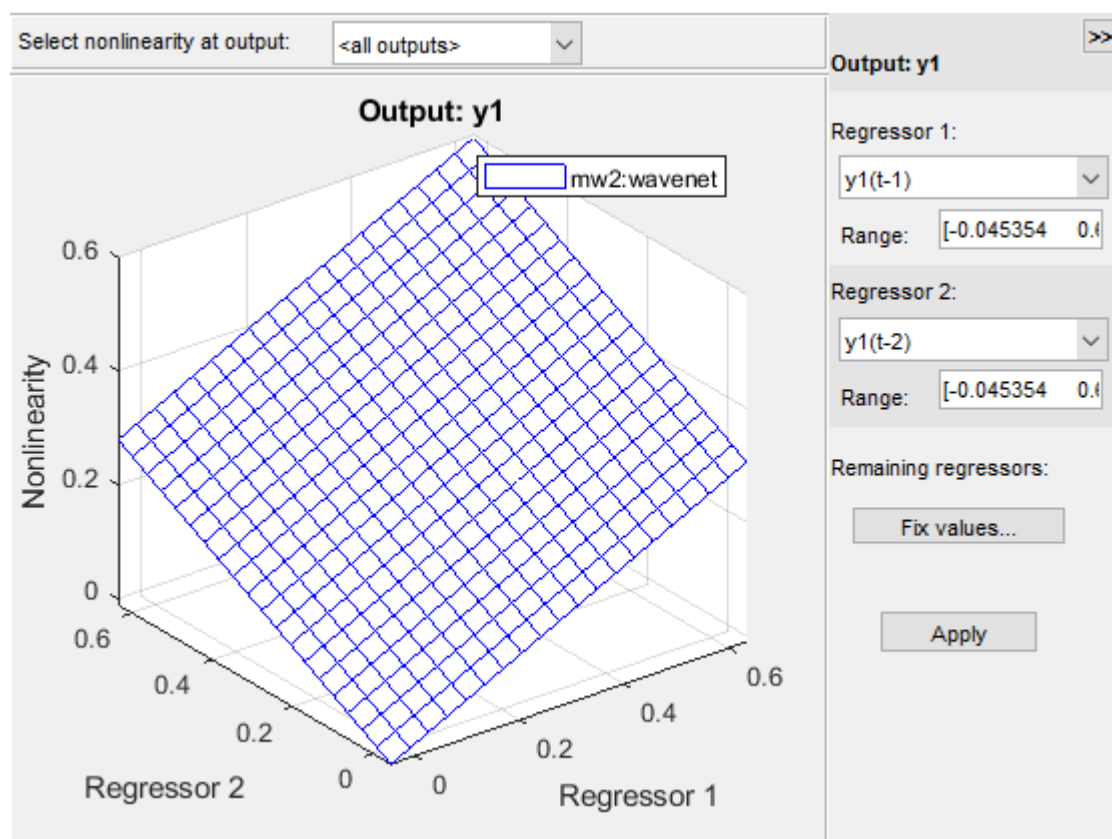 Select nonlinearity at output: <all outputs>
>>
Output: y1
Output: y1
mw2:wavenet
Nonlinearity
0.6
0.4
0.2
0
0.6
0.4
0.2
0
Regressor 2
0
0.2
0.4
0.6
Regressor 1
Regressor 1:
y1(t-1)
Range: [-0.045354
Regressor 2:
y1(t-2)
Range: [-0.045354
Remaining regressors:
Fix values...
Apply